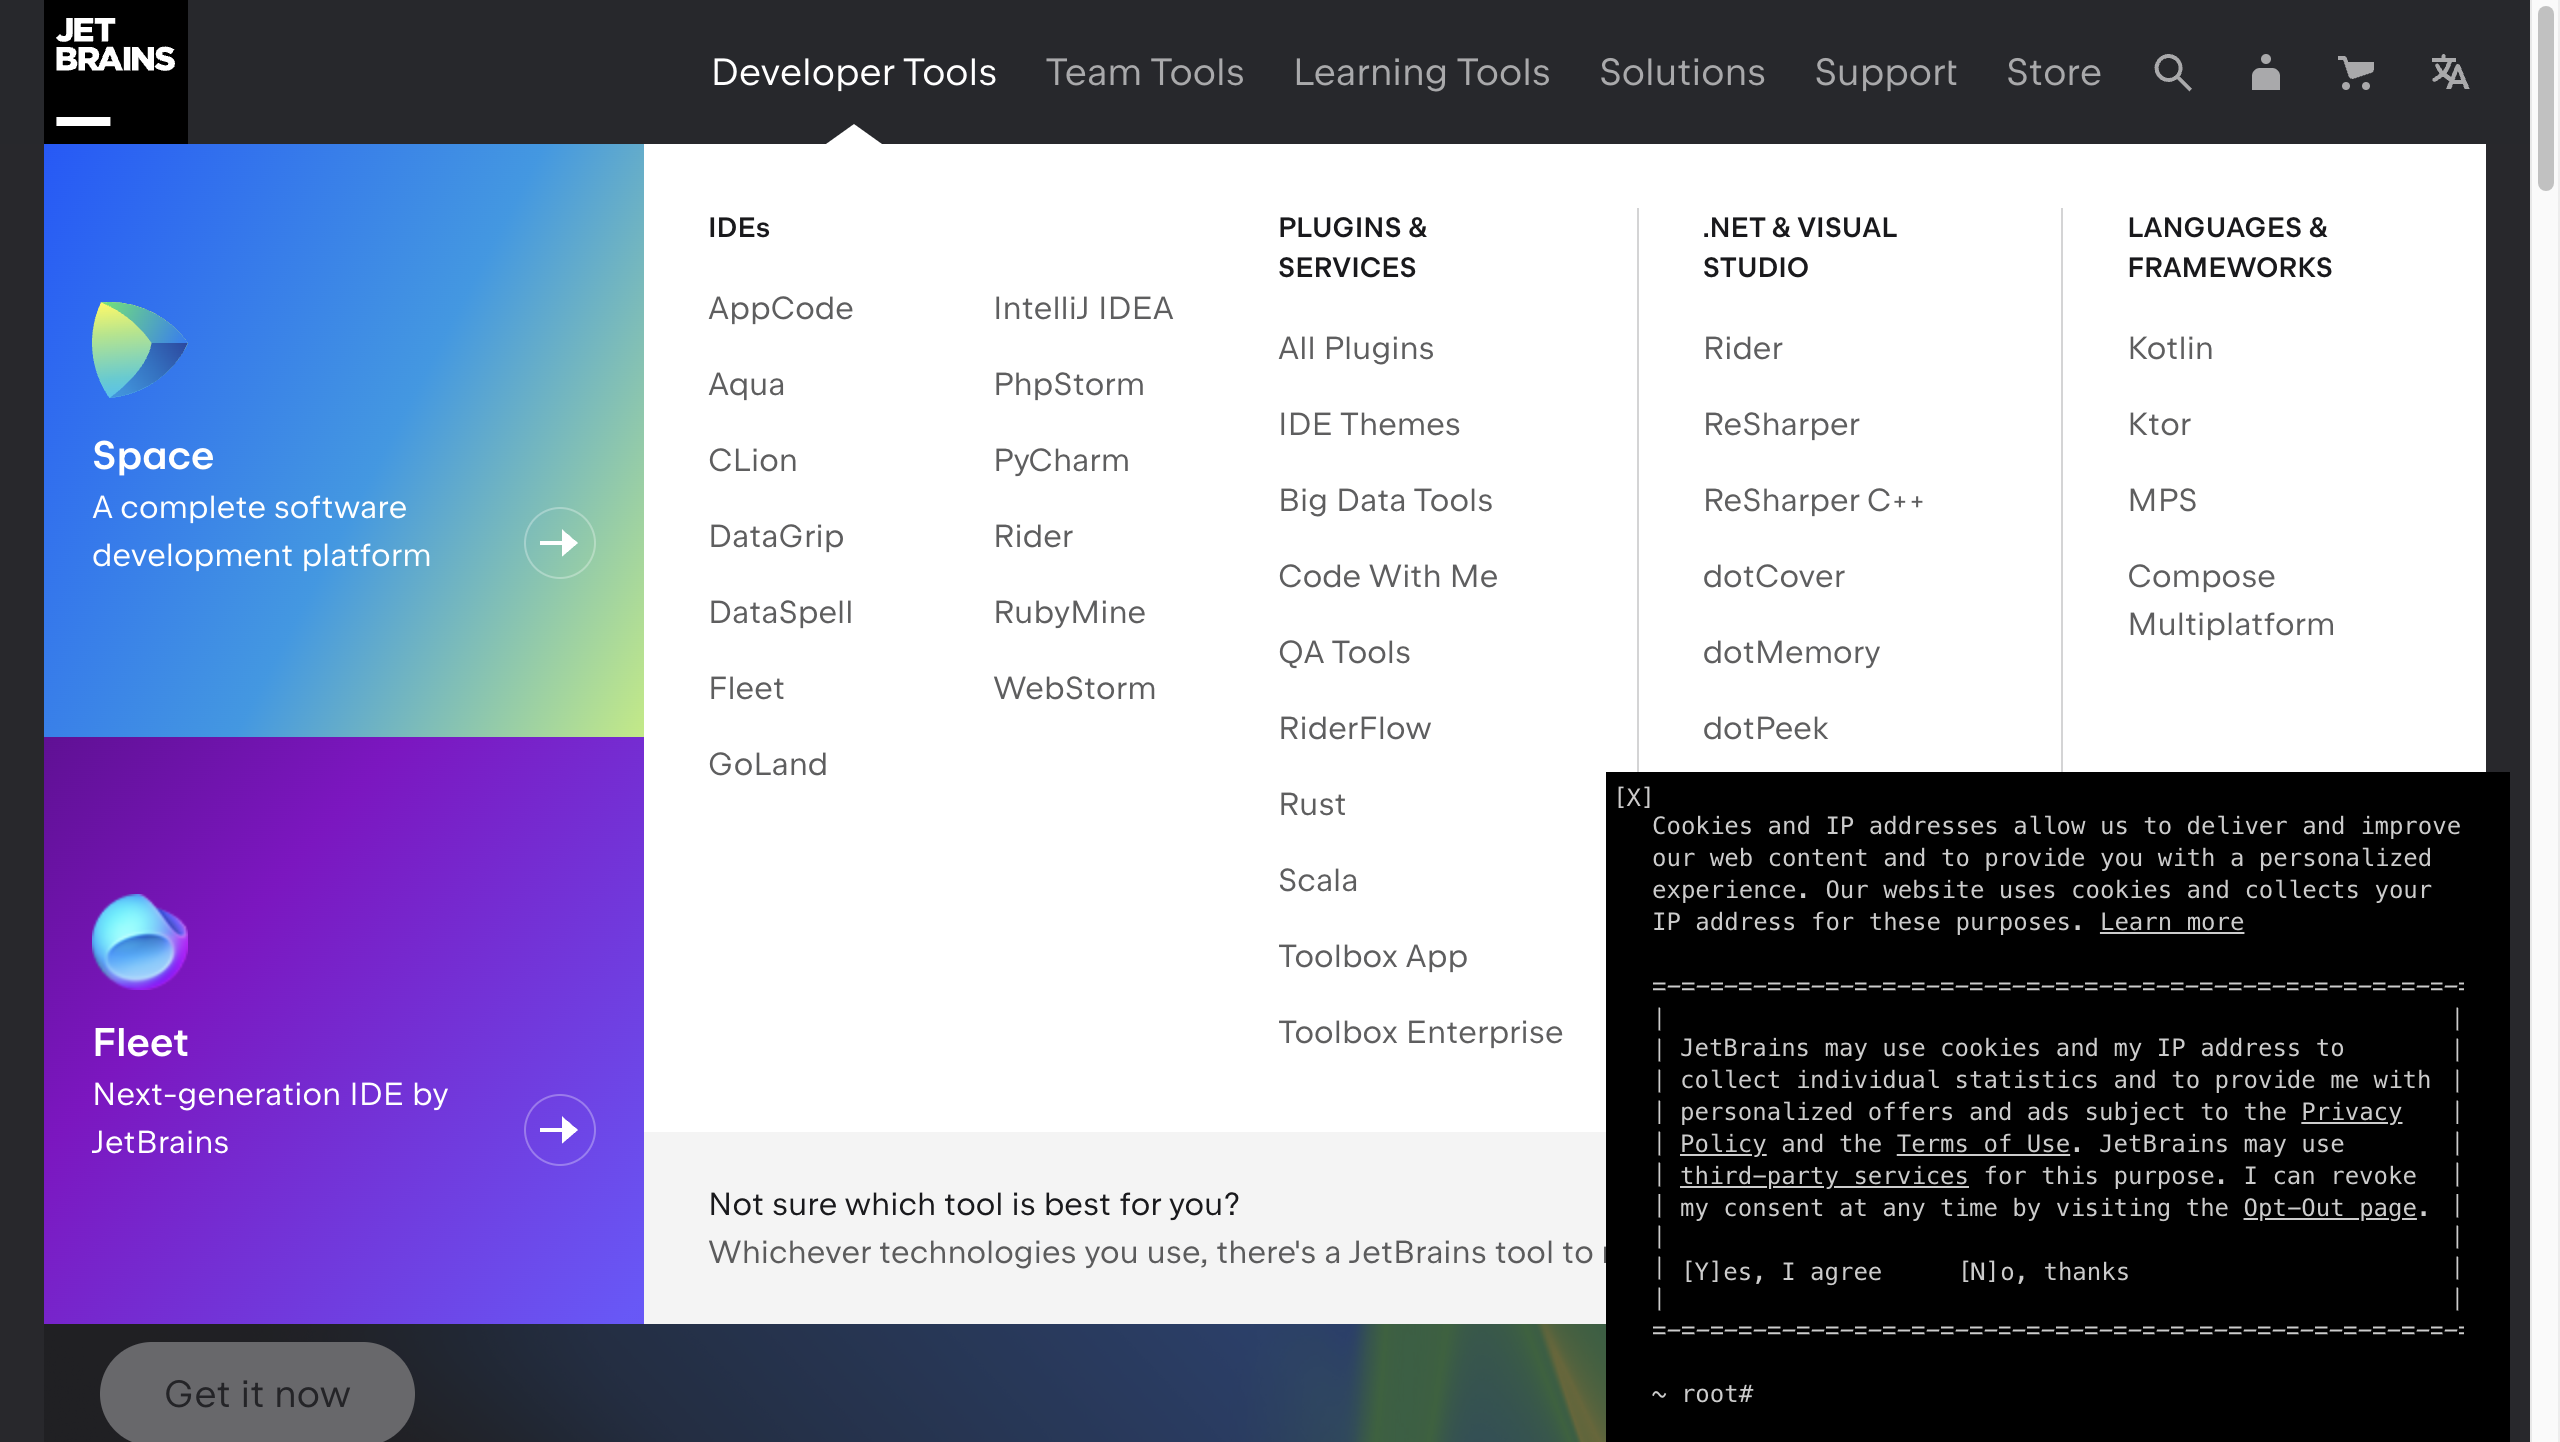 JET
BRAINS
Developer Tools
Team Tools
Learning Tools
Solutions
Support
Store
Space
A complete software
development platform
Fleet
Next-generation IDE by
JetBrains
IDEs
AppCode
Aqua
CLion
DataGrip
DataSpell
Fleet
GoLand
IntelliJ IDEA
PhpStorm
PyCharm
Rider
RubyMine
WebStorm
PLUGINS &
SERVICES
All Plugins
IDE Themes
Big Data Tools
Code With Me
QA Tools
RiderFlow
Rust
Scala
Toolbox App
Toolbox Enterprise
.NET & VISUAL
STUDIO
Rider
ReSharper
ReSharper C++
dotCover
dotMemory
dotPeek
LANGUAGES &
FRAMEWORKS
Kotlin
Ktor
MPS
Compose
Multiplatform
Not sure which tool is best for you?
Whichever technologies you use, there's a JetBrains tool to
Get it now
[X]
Cookies and IP addresses allow us to deliver and improve
our web content and to provide you with a personalized
experience. Our website uses cookies and collects your
IP address for these purposes. Learn more
JetBrains may use cookies and my IP address to
collect individual statistics and to provide me with
personalized offers and ads subject to the Privacy
Policy and the Terms of Use. JetBrains may use
third-party services for this purpose. I can revoke
my consent at any time by visiting the Opt-Out page.
[Y]es, I agree [N]o, thanks
~ root#